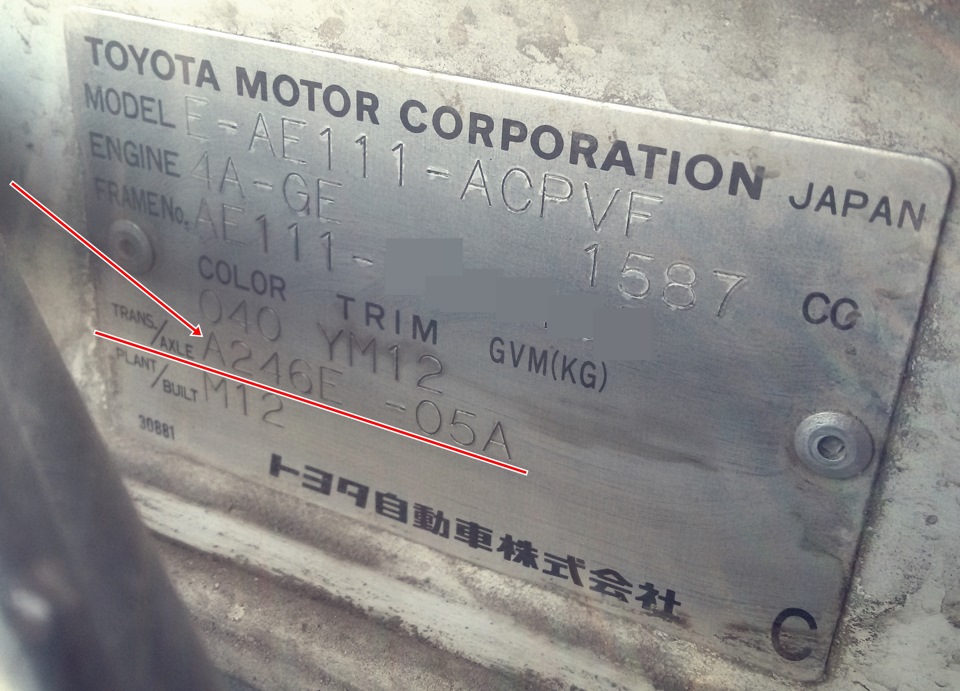 TOYOTA MOTOR CORPORATION JAPAN
MODEL E-AE111-ACPVF
ENGINE 4A-GE 1587 CC
FRAME No. AE111-
COLOR TRIM GVM(KG)
040 YM12
TRANS./AXLE A246E -05A
PLANT/BUILT M12
30881
トヨタ自動車株式会社
C